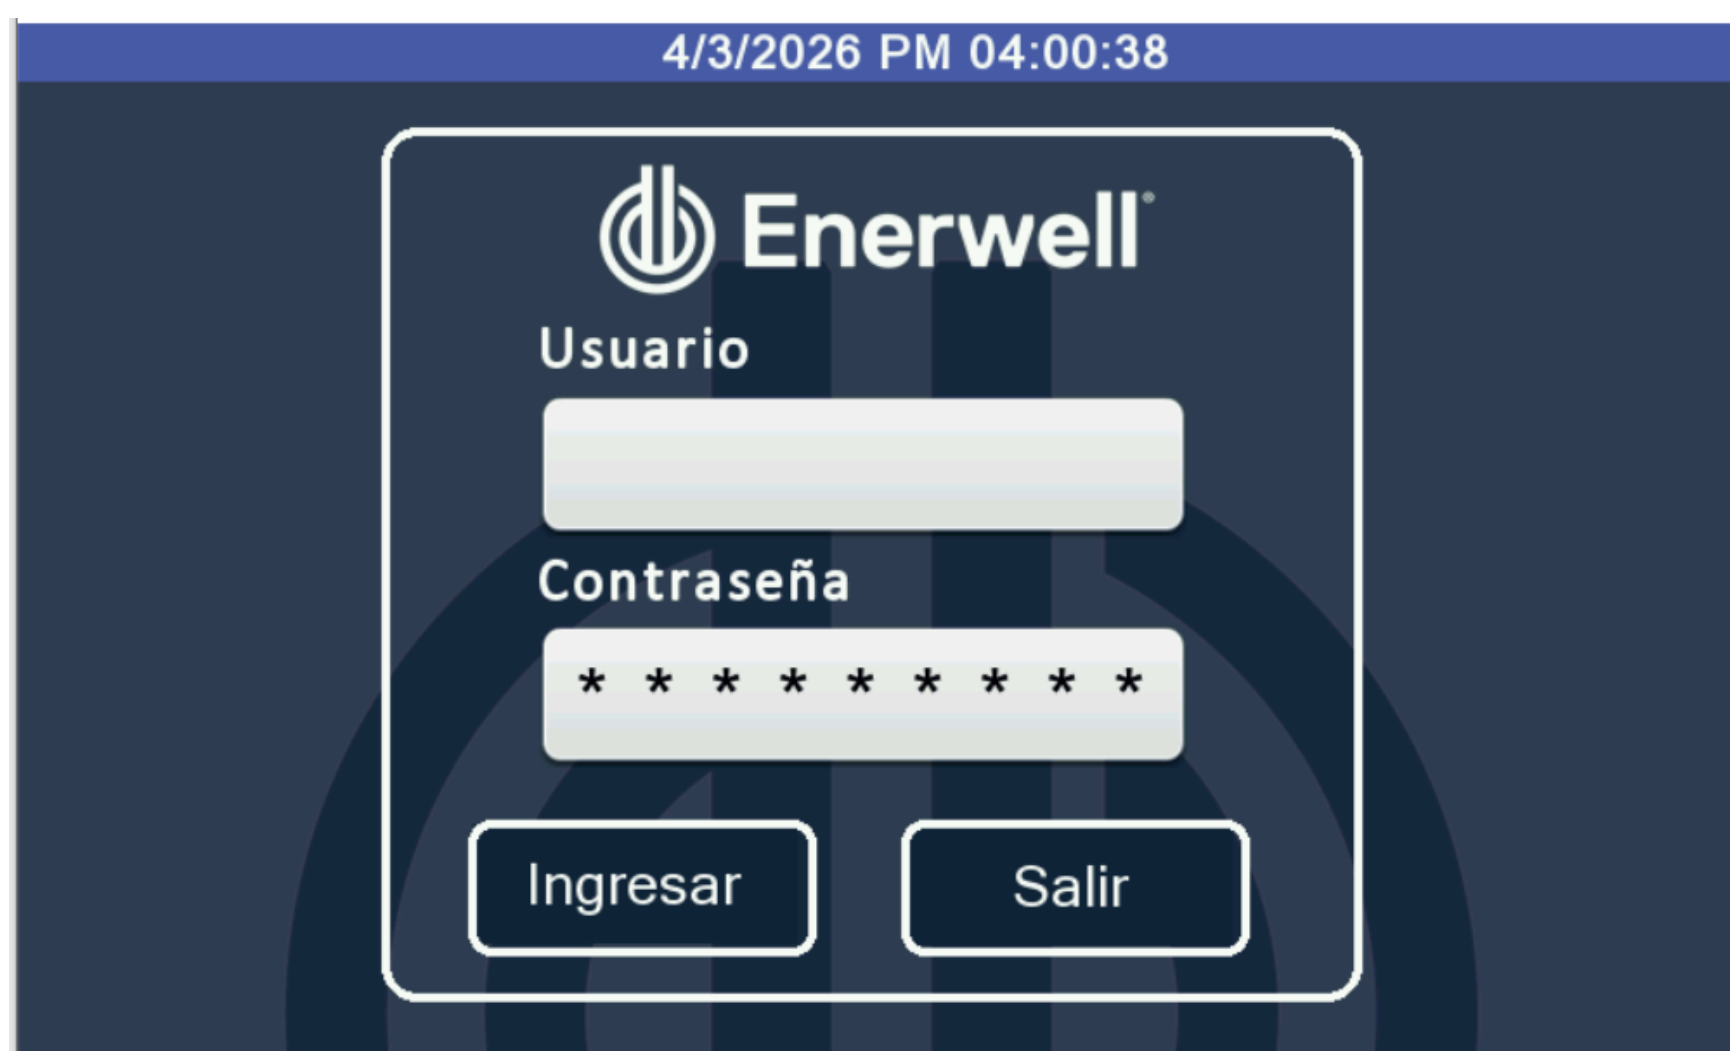 4/3/2026 PM 04:00:38
Enerwell®
Usuario
Contraseña
* * * * * * * * *
Ingresar
Salir